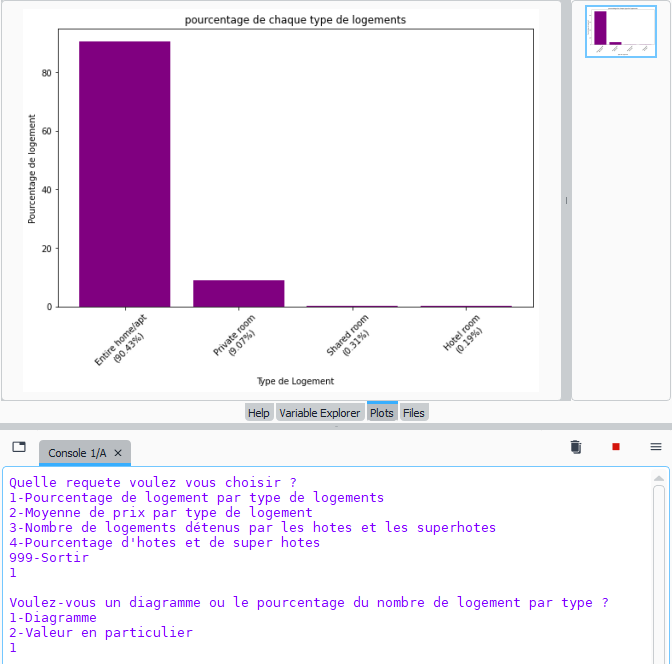 pourcentage de chaque type de logements
Pourcentage de logement
80
60
40
20
0
Entire home/apt
(90.43%)
Private room
(9.07%)
Shared room
(0.31%)
Hotel room
(0.19%)
Type de Logement
Help Variable Explorer Plots Files
Console 1/A
Quelle requete voulez vous choisir ?
1-Pourcentage de logement par type de logements
2-Moyenne de prix par type de logement
3-Nombre de logements détenus par les hotes et les superhotes
4-Pourcentage d'hotes et de super hotes
999-Sortir
1
Voulez-vous un diagramme ou le pourcentage du nombre de logement par type ?
1-Diagramme
2-Valeur en particulier
1